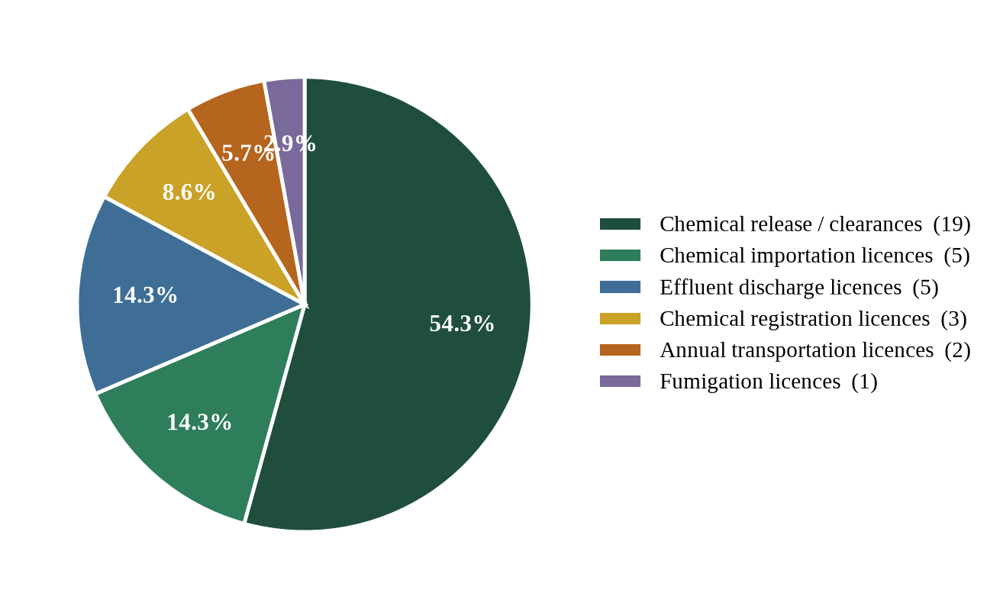 2.9%
5.7%
8.6%
14.3%
54.3%
14.3%
Chemical release / clearances (19)
Chemical importation licences (5)
Effluent discharge licences (5)
Chemical registration licences (3)
Annual transportation licences (2)
Fumigation licences (1)